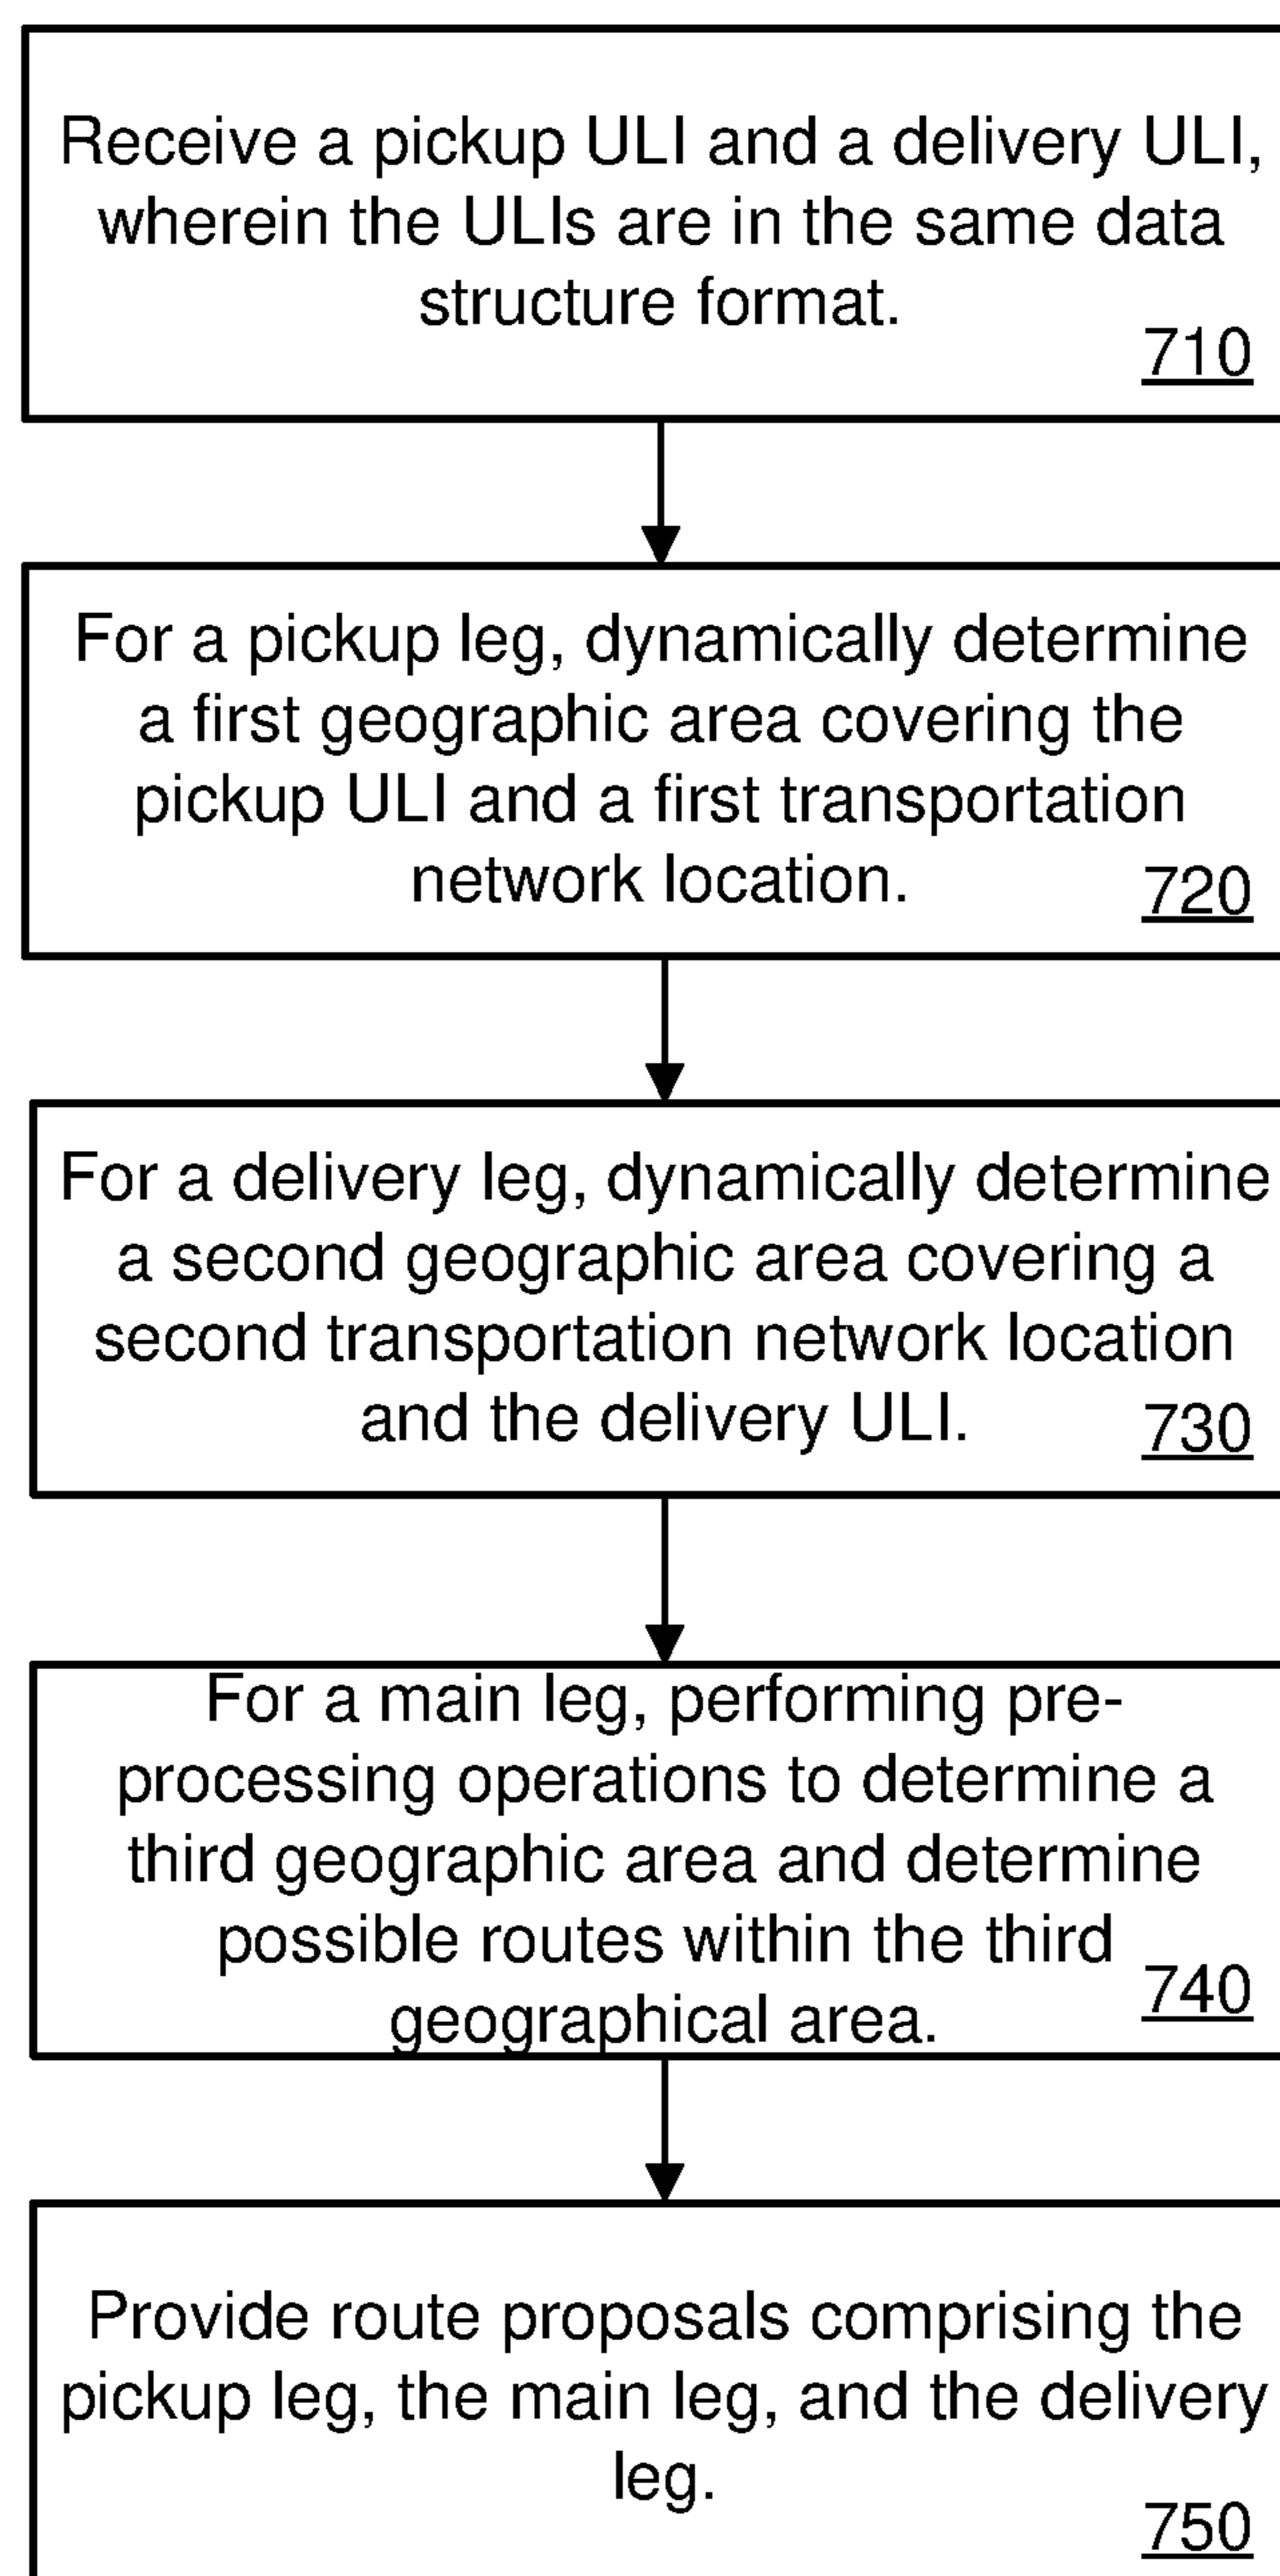 Receive a pickup ULI and a delivery ULI,
wherein the ULIs are in the same data
structure format.
710
For a pickup leg, dynamically determine
a first geographic area covering the
pickup ULI and a first transportation
network location.
720
For a delivery leg, dynamically determine
a second geographic area covering a
second transportation network location
and the delivery ULI.
730
For a main leg, performing pre-
processing operations to determine a
third geographic area and determine
possible routes within the third
geographical area.
740
Provide route proposals comprising the
pickup leg, the main leg, and the delivery
leg.
750